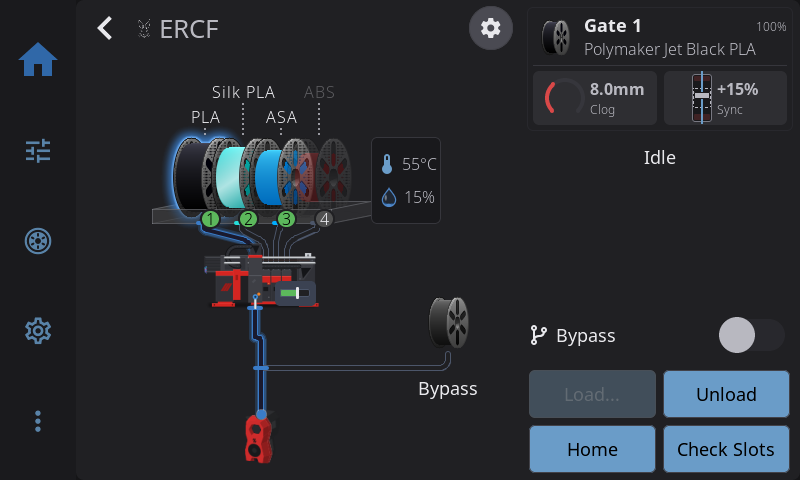 ERCF
Gate 1
100%
Polymaker Jet Black PLA
8.0mm
Clog
+15%
Sync
Idle
Silk PLA
ABS
PLA
ASA
55°C
15%
1
2
3
4
Bypass
Bypass
Load...
Unload
Home
Check Slots